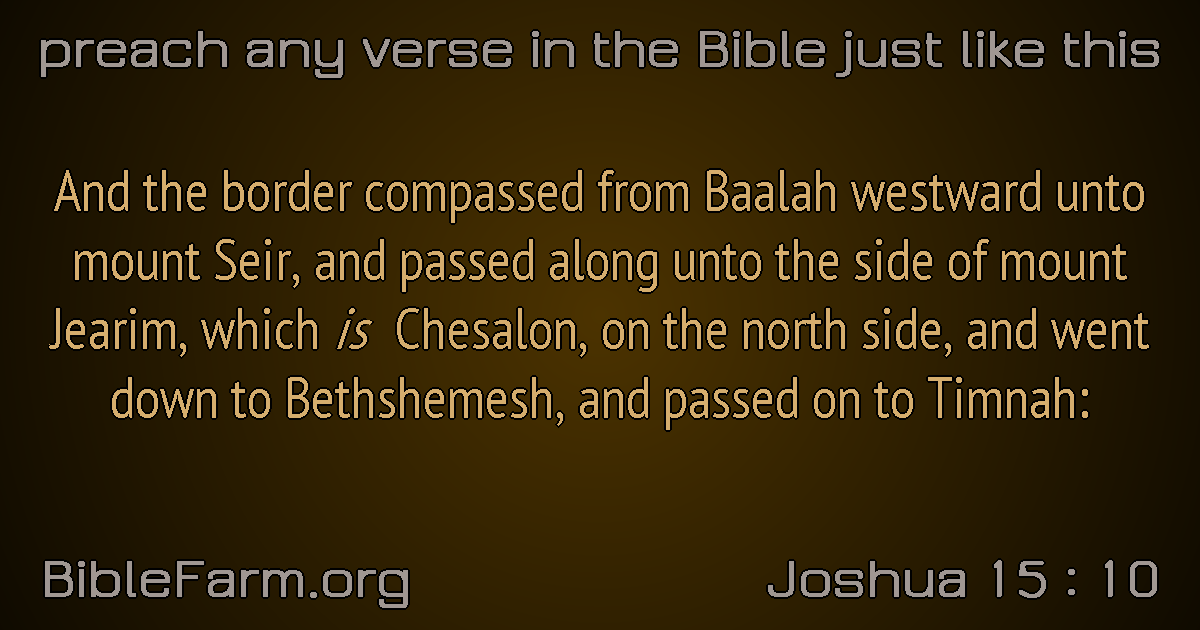 preach any verse in the Bible just like this
And the border compassed from Baalah westward unto
mount Seir, and passed along unto the side of mount
Jearim, which is Chesalon, on the north side, and went
down to Bethshemesh, and passed on to Timnah:
BibleFarm.org
Joshua 15 : 10